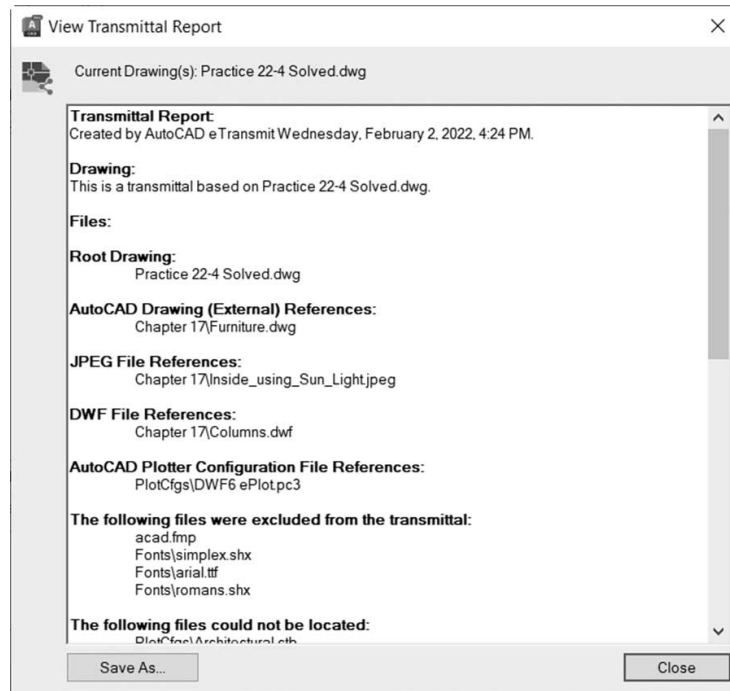 View Transmittal Report
Current Drawing(s): Practice 22-4 Solved.dwg
Transmittal Report:
Created by AutoCAD eTransmit Wednesday, February 2, 2022, 4:24 PM.
Drawing:
This is a transmittal based on Practice 22-4 Solved.dwg.
Files:
Root Drawing:
Practice 22-4 Solved.dwg
AutoCAD Drawing (External) References:
Chapter 17\Furniture.dwg
JPEG File References:
Chapter 17\Inside_using_Sun_Light.jpeg
DWF File References:
Chapter 17\Columns.dwf
AutoCAD Plotter Configuration File References:
PlotCfgs\DWF6 ePlot.pc3
The following files were excluded from the transmittal:
acad.fmp
Fonts\simplex.shx
Fonts\arial.ttf
Fonts\romans.shx
The following files could not be located:
PlotCfgs\Architectural.ctb
Save As...
Close